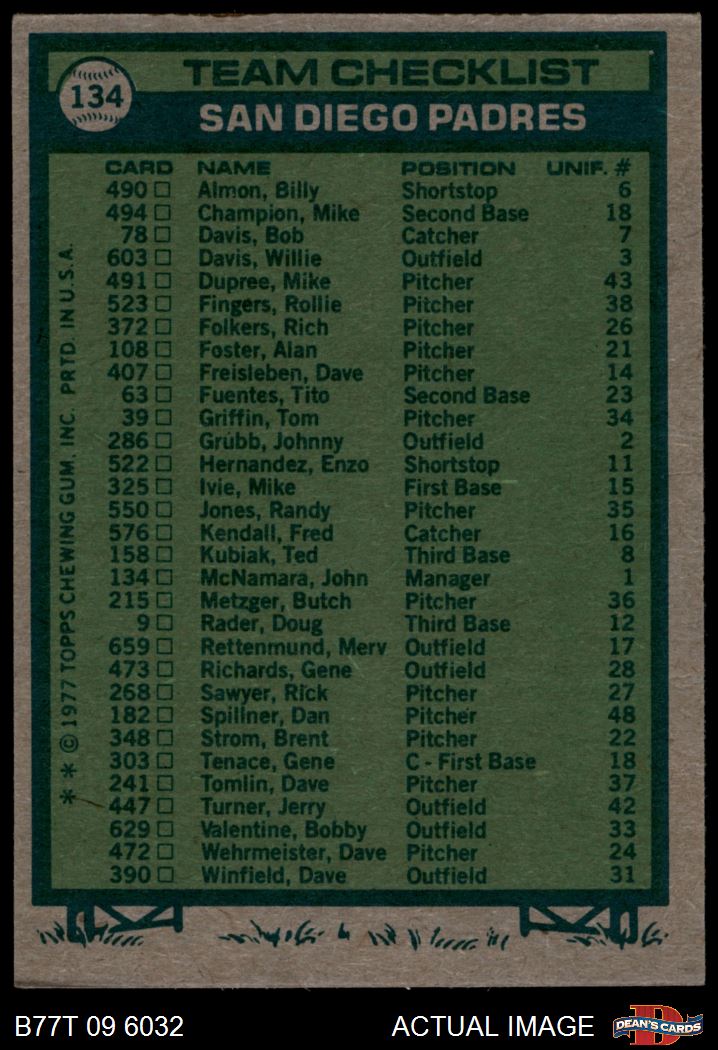 134
TEAM CHECKLIST
SAN DIEGO PADRES
CARD NAME POSITION UNIF. #
490 Almon, Billy Shortstop 6
494 Champion, Mike Second Base 18
78 Davis, Bob Catcher 7
603 Davis, Willie Outfield 3
491 Dupree, Mike Pitcher 43
523 Fingers, Rollie Pitcher 38
372 Folkers, Rich Pitcher 26
108 Foster, Alan Pitcher 21
407 Freisleben, Dave Pitcher 14
63 Fuentes, Tito Second Base 23
39 Griffin, Tom Pitcher 34
286 Grubb, Johnny Outfield 2
522 Hernandez, Enzo Shortstop 11
325 Ivie, Mike First Base 15
550 Jones, Randy Pitcher 35
576 Kendall, Fred Catcher 16
158 Kubiak, Ted Third Base 8
134 McNamara, John Manager 1
215 Metzger, Butch Pitcher 36
9 Rader, Doug Third Base 12
659 Rettenmund, Merv Outfield 17
473 Richards, Gene Outfield 28
268 Sawyer, Rick Pitcher 27
182 Spillner, Dan Pitcher 48
348 Strom, Brent Pitcher 22
303 Tenace, Gene C - First Base 18
241 Tomlin, Dave Pitcher 37
447 Turner, Jerry Outfield 42
629 Valentine, Bobby Outfield 33
472 Wehrmeister, Dave Pitcher 24
390 Winfield, Dave Outfield 31
* * © 1977 TOPPS CHEWING GUM, INC. PRTD. IN U.S.A.
B77T 09 6032 ACTUAL IMAGE DEAN'S CARDS